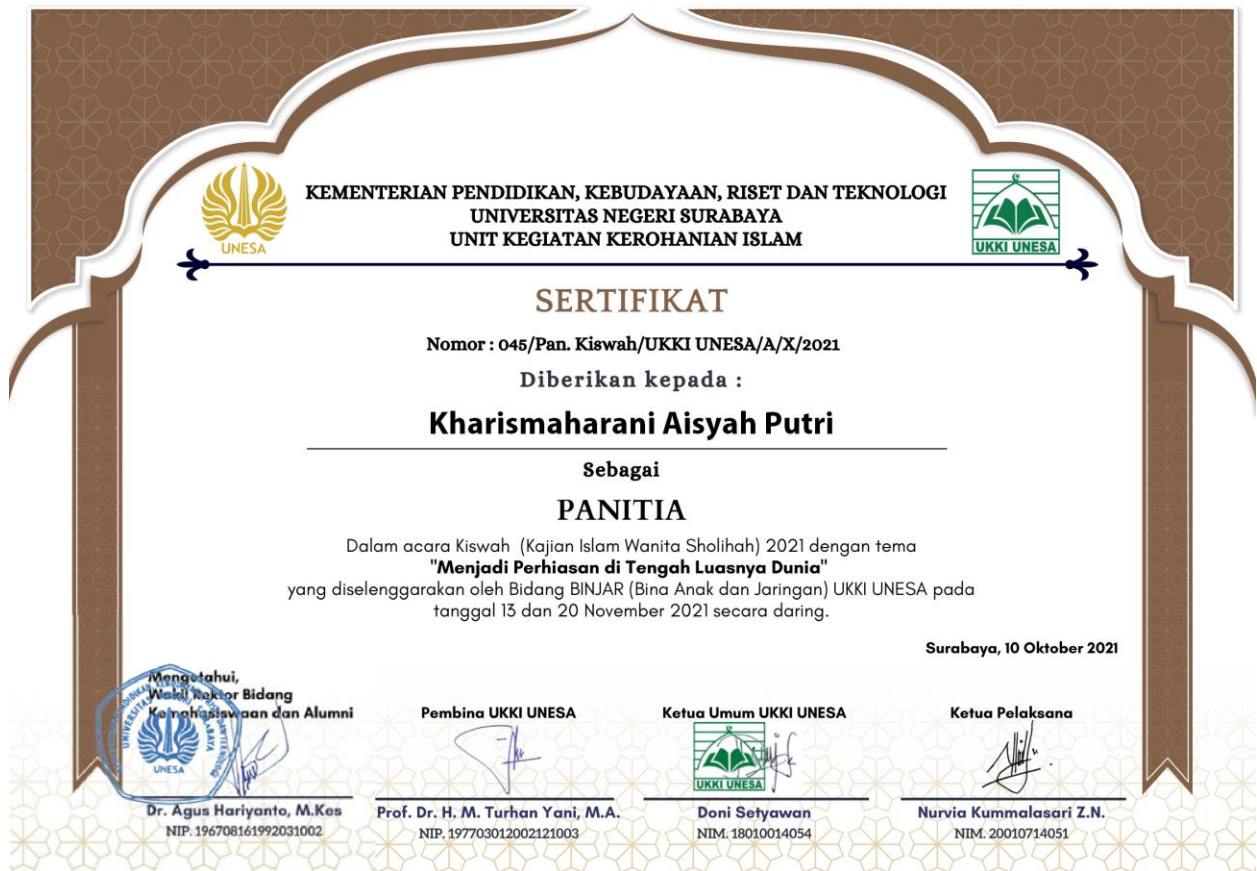 KEMENTERIAN PENDIDIKAN, KEBUDAYAAN, RISET DAN TEKNOLOGI
UNIVERSITAS NEGERI SURABAYA
UNIT KEGIATAN KEROHANIAN ISLAM
UNESA
UKKI UNESA
SERTIFIKAT
Nomor : 045/Pan. Kiswah/UKKI UNESA/A/X/2021
Diberikan kepada :
Kharismaharani Aisyah Putri
Sebagai
PANITIA
Dalam acara Kiswah (Kajian Islam Wanita Sholihah) 2021 dengan tema
"Menjadi Perhiasan di Tengah Luasnya Dunia"
yang diselenggarakan oleh Bidang BINJAR (Bina Anak dan Jaringan) UKKI UNESA pada
tanggal 13 dan 20 November 2021 secara daring.
Surabaya, 10 Oktober 2021
Mengetahui,
Wakil Rektor Bidang
Kemahasiswaan dan Alumni
UNIVERSITAS NEGERI SURABAYA
UNESA
Dr. Agus Hariyanto, M.Kes
NIP. 196708161992031002
Pembina UKKI UNESA
Prof. Dr. H. M. Turhan Yani, M.A.
NIP. 197703012002121003
Ketua Umum UKKI UNESA
UKKI UNESA
Doni Setyawan
NIM. 18010014054
Ketua Pelaksana
Nurvia Kummalasari Z.N.
NIM. 20010714051